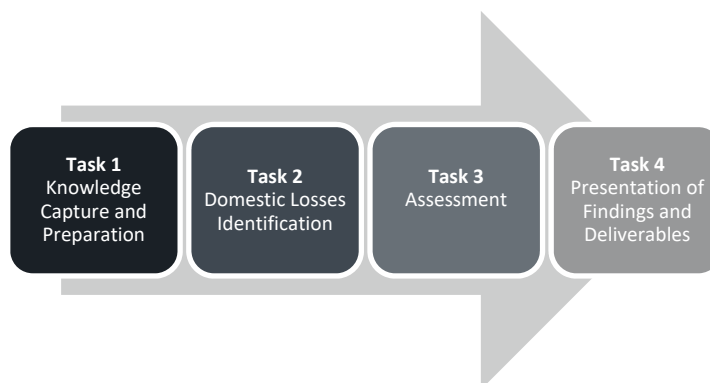 Task 1
Knowledge
Capture and
Preparation
Task 2
Domestic Losses
Identification
Task 3
Assessment
Task 4
Presentation of
Findings and
Deliverables